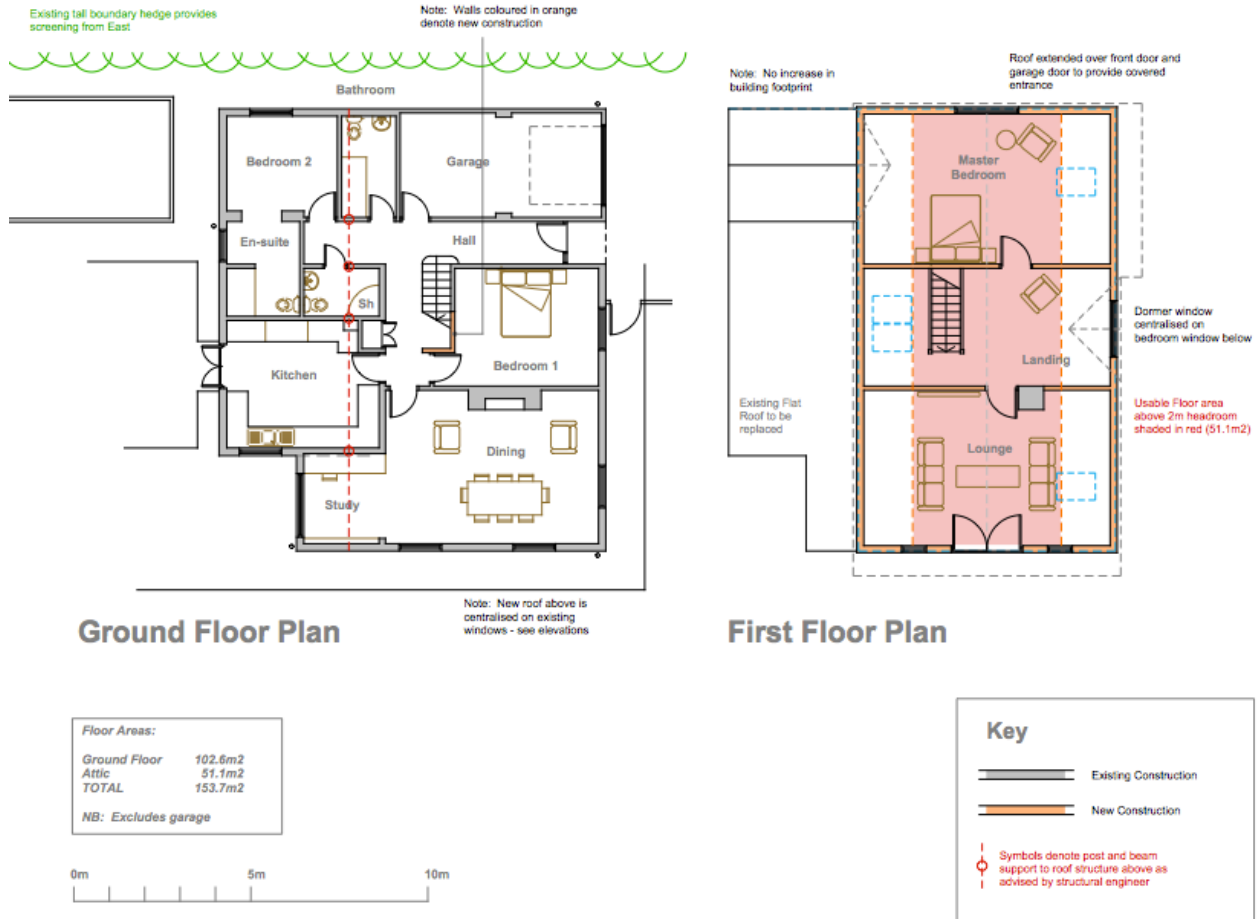 Existing tall boundary hedge provides
screening from East
Note: Walls coloured in orange
denote new construction
Bathroom
Bedroom 2
Garage
En-suite
Hall
Sh
Kitchen
Bedroom 1
Dining
Study
Note: New roof above is
centralised on existing
windows - see elevations
Ground Floor Plan
Note: No increase in
building footprint
Roof extended over front door and
garage door to provide covered
entrance
Master
Bedroom
Dormer window
centralised on
bedroom window below
Landing
Existing Flat
Roof to be
replaced
Usable Floor area
above 2m headroom
shaded in red (51.1m2)
Lounge
First Floor Plan
Floor Areas:
Ground Floor 102.6m2
Attic 51.1m2
TOTAL 153.7m2
NB: Excludes garage
0m 5m 10m
Key
Existing Construction
New Construction
Symbols denote post and beam
support to roof structure above as
advised by structural engineer